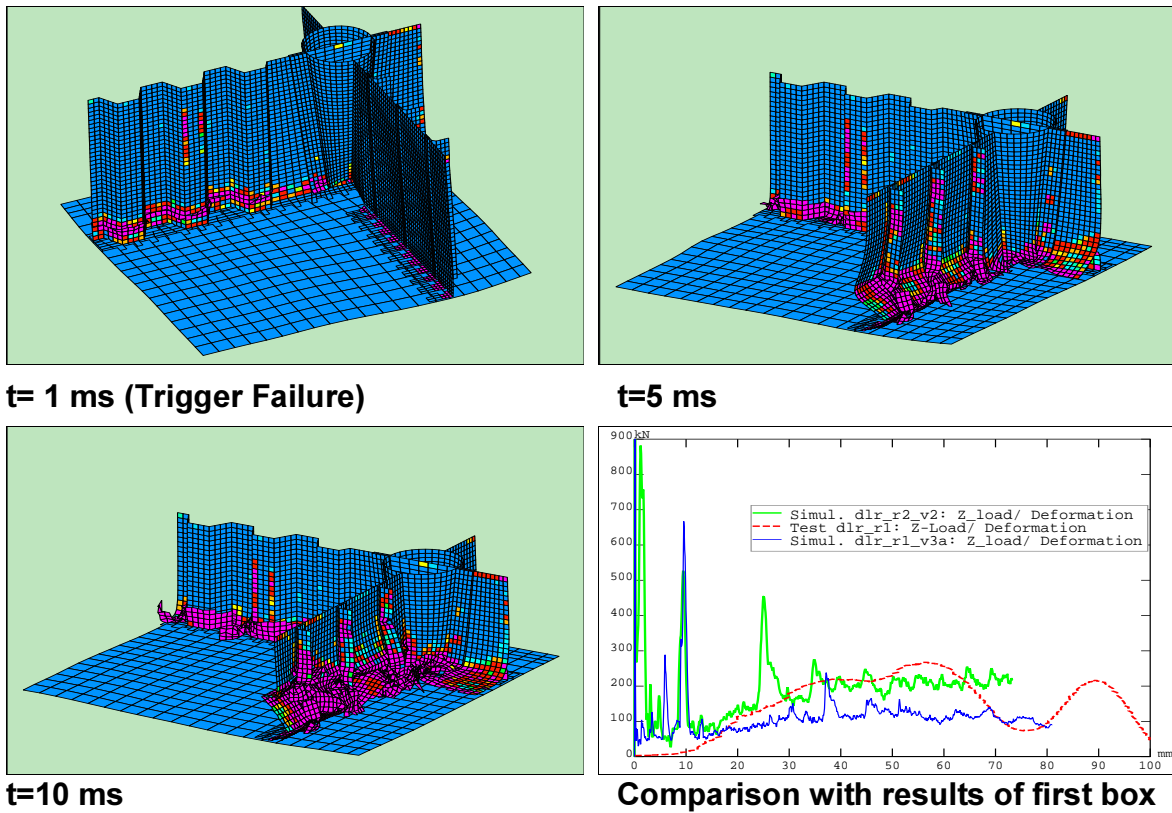 t= 1 ms (Trigger Failure)
t=5 ms
900 kN
800
700
Simul. dlr_r2_v2: Z_load/ Deformation
Test dlr_r1: Z-Load/ Deformation
Simul. dlr_r1_v3a: Z_load/ Deformation
600
500
400
300
200
100
0
0 10 20 30 40 50 60 70 80 90 100 mm
t=10 ms
Comparison with results of first box